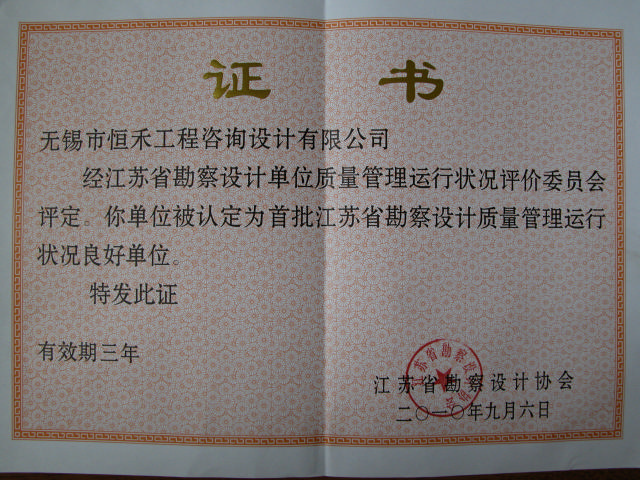 证 书
无锡市恒禾工程咨询设计有限公司
经江苏省勘察设计单位质量管理运行状况评价委员会
评定。你单位被认定为首批江苏省勘察设计质量管理运行
状况良好单位。
特发此证
有效期三年
江苏省勘察设计协会
二〇一〇年九月六日